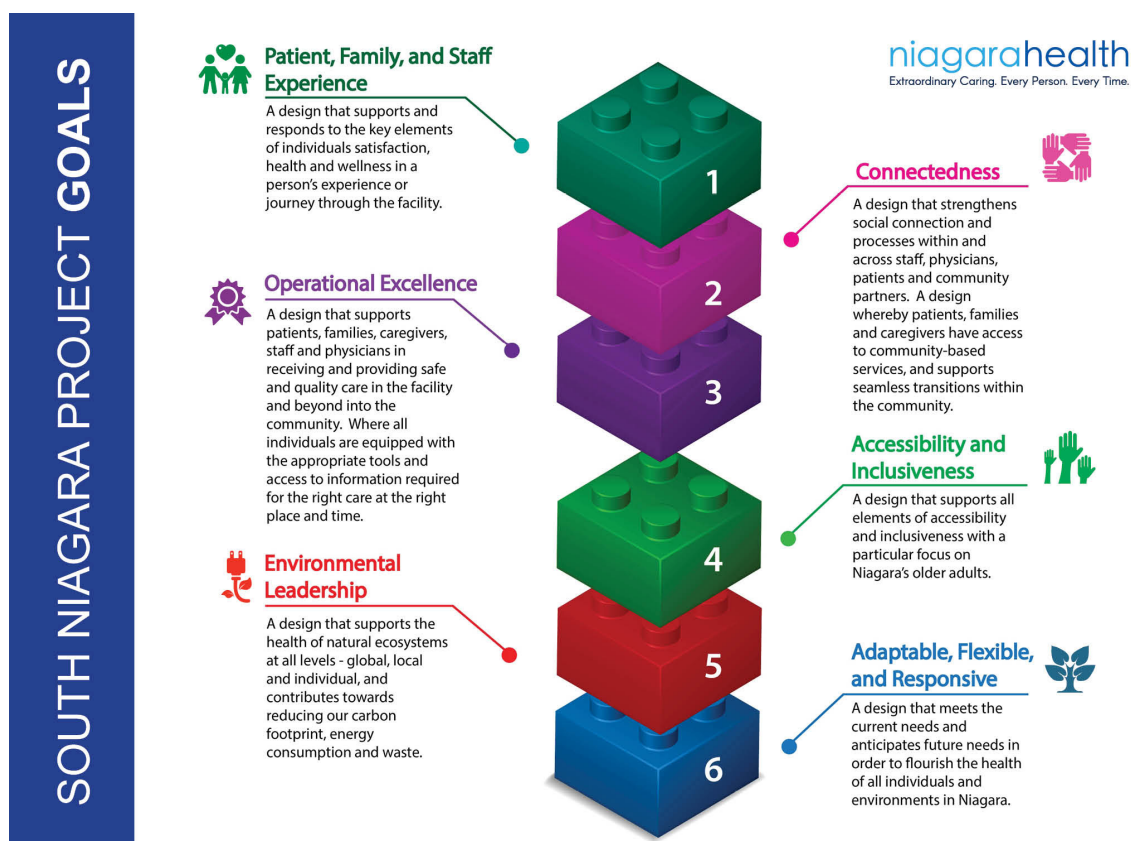 SOUTH NIAGARA PROJECT GOALS
niagarahealth
Extraordinary Caring. Every Person. Every Time.
Patient, Family, and Staff
Experience
A design that supports and
responds to the key elements
of individuals satisfaction,
health and wellness in a
person's experience or
journey through the facility.
1
Connectedness
A design that strengthens
social connection and
processes within and
across staff, physicians,
patients and community
partners.  A design
whereby patients, families
and caregivers have access
to community-based
services, and supports
seamless transitions within
the community.
2
Operational Excellence
A design that supports
patients, families, caregivers,
staff and physicians in
receiving and providing safe
and quality care in the facility
and beyond into the
community.  Where all
individuals are equipped with
the appropriate tools and
access to information required
for the right care at the right
place and time.
3
Accessibility and
Inclusiveness
A design that supports all
elements of accessibility
and inclusiveness with a
particular focus on
Niagara's older adults.
4
Environmental
Leadership
A design that supports the
health of natural ecosystems
at all levels - global, local
and individual, and
contributes towards
reducing our carbon
footprint, energy
consumption and waste.
5
Adaptable, Flexible,
and Responsive
A design that meets the
current needs and
anticipates future needs in
order to flourish the health
of all individuals and
environments in Niagara.
6